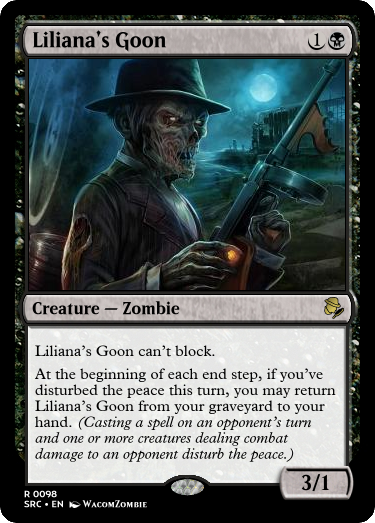 Liliana's Goon 1
Creature — Zombie
Liliana's Goon can't block.
At the beginning of each end step, if you've
disturbed the peace this turn, you may return
Liliana's Goon from your graveyard to your
hand. (Casting a spell on an opponent's turn
and one or more creatures dealing combat
damage to an opponent disturb the peace.)
3/1
R 0098
SRC • EN WacomZombie